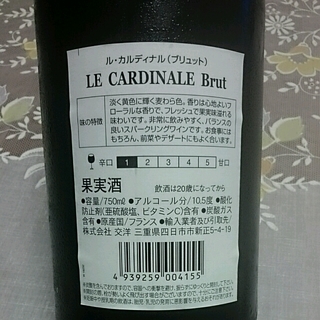 ル・カルディナル(ブリュット)
LE CARDINALE Brut
味の特徴
淡く黄色に輝く麦わら色。香りは心地よいフ
ローラルな香りで、フレッシュで果実味溢れる
味わいです。非常に飲みやすく、バランスの
良いスパークリングワインです。お食事には
もちろん、前菜やデザートにもよく合います。
辛口 1 2 3 4 5 甘口
果実酒 飲酒は20歳になってから
●容量/750ml ●アルコール分/10.5度 ●酸化
防止剤(亜硫酸塩、ビタミンC)含有 ●炭酸ガス
含有 ●原産国/フランス ●輸入業者及び引取先/
株式会社 交洋 三重県四日市市新正5-4-19
4 939259 004155